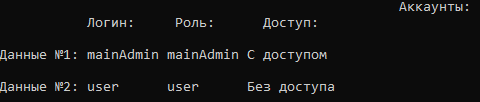 Аккаунты:
Логин: Роль: Доступ:
Данные №1: mainAdmin mainAdmin С доступом
Данные №2: user user Без доступа